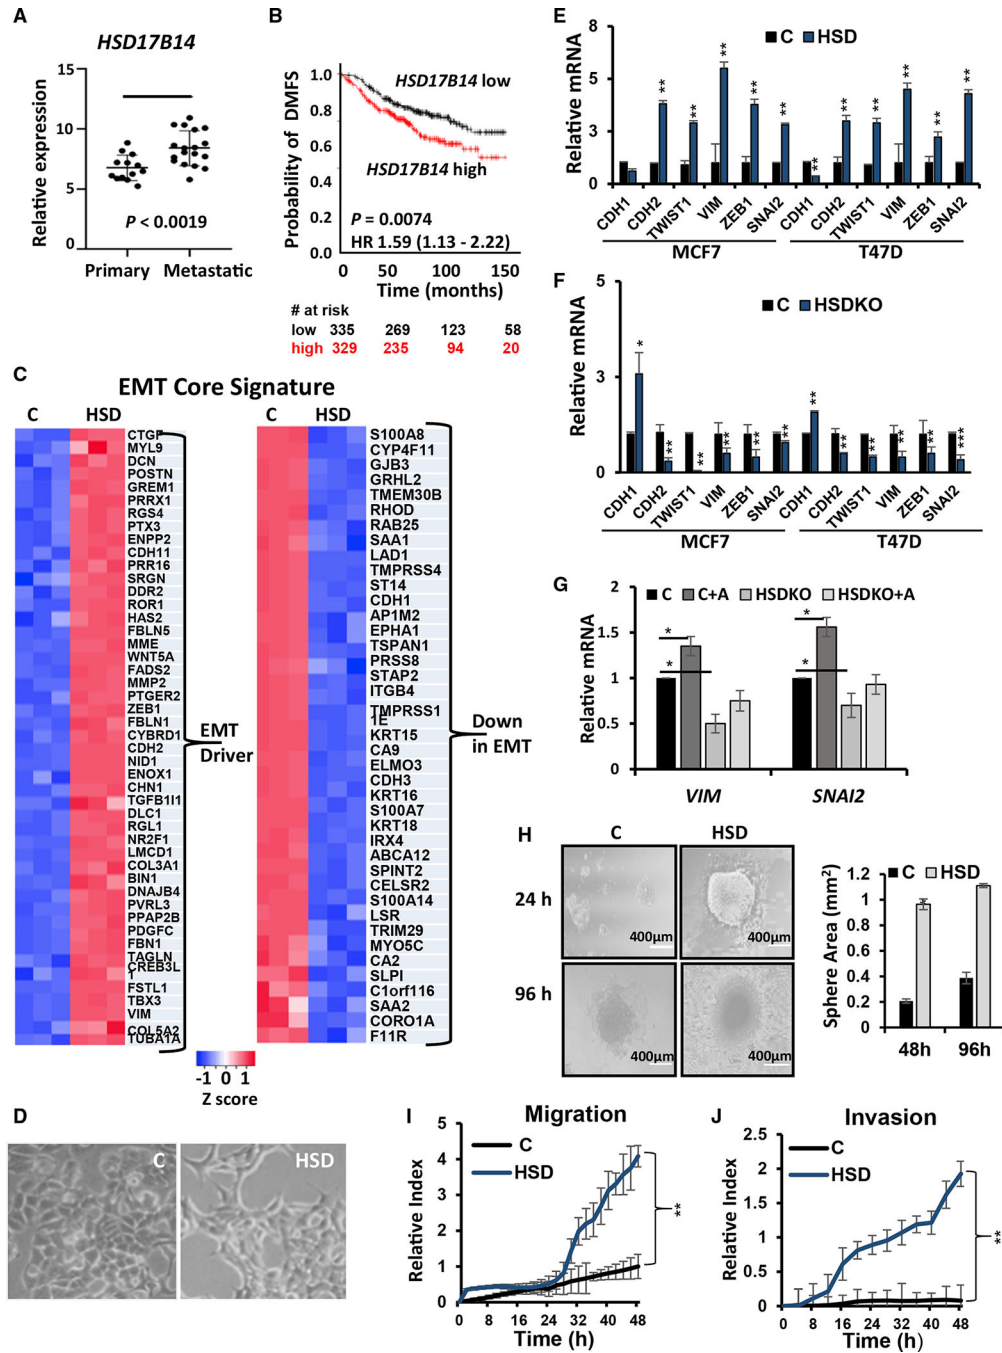 A
HSD17B14
Relative expression
15
10
5
0
P < 0.0019
Primary Metastatic
B
Probability of DMFS
1.0
0.8
0.6
0.4
0.2
0.0
HSD17B14 low
HSD17B14 high
P = 0.0074
HR 1.59 (1.13 - 2.22)
0 50 100 150
Time (months)
# at risk
low 335 269 123 58
high 329 235 94 20
C
EMT Core Signature
C HSD
CTGF
MYL9
DCN
POSTN
GREM1
PRRX1
RGS4
PTX3
ENPP2
CDH11
PRR16
SRGN
DDR2
ROR1
HAS2
FBLN5
MME
WNT5A
FADS2
MMP2
PTGER2
ZEB1
FBLN1
CYBRD1
CDH2
NID1
ENOX1
CHN1
TGFB1I1
DLC1
RGL1
NR2F1
LMCD1
COL3A1
BIN1
DNAJB4
PVRL3
PPAP2B
PDGFC
FBN1
TAGLN
CREB3L
1
FSTL1
TBX3
VIM
COL5A2
TUBA1A
EMT
Driver
C HSD
S100A8
CYP4F11
GJB3
GRHL2
TMEM30B
RHOD
RAB25
SAA1
LAD1
TMPRSS4
ST14
CDH1
AP1M2
EPHA1
TSPAN1
PRSS8
STAP2
ITGB4
TMPRSS1
1E
KRT15
CA9
ELMO3
CDH3
KRT16
S100A7
KRT18
IRX4
ABCA12
SPINT2
CELSR2
S100A14
LSR
TRIM29
MYO5C
CA2
SLPI
C1orf116
SAA2
CORO1A
F11R
Down
in EMT
-1 0 1
Z score
D
C
HSD
E
Relative mRNA
8
5
3
0
C HSD
** ** ** ** ** ** ** ** ** ** **
CDH1 CDH2 TWIST1 VIM ZEB1 SNAI2 CDH1 CDH2 TWIST1 VIM ZEB1 SNAI2
MCF7 T47D
F
Relative mRNA
5
3
0
C HSDKO
* ** ** ** ** ** ** ** ** ** ** ***
CDH1 CDH2 TWIST1 VIM ZEB1 SNAI2 CDH1 CDH2 TWIST1 VIM ZEB1 SNAI2
MCF7 T47D
G
C C+A HSDKO HSDKO+A
Relative mRNA
2
1.5
1
0.5
0
* *
* *
VIM SNAI2
H
C HSD
24 h
400µm 400µm
96 h
400µm 400µm
Sphere Area (mm²)
C HSD
1.2
1
0.8
0.6
0.4
0.2
0
48h 96h
I
Migration
Relative Index
5
4
3
2
1
0
C
HSD
**
0 8 16 24 32 40 48
Time (h)
J
Invasion
Relative Index
2.5
2
1.5
1
0.5
0
C
HSD
**
0 8 16 24 32 40 48
Time (h)